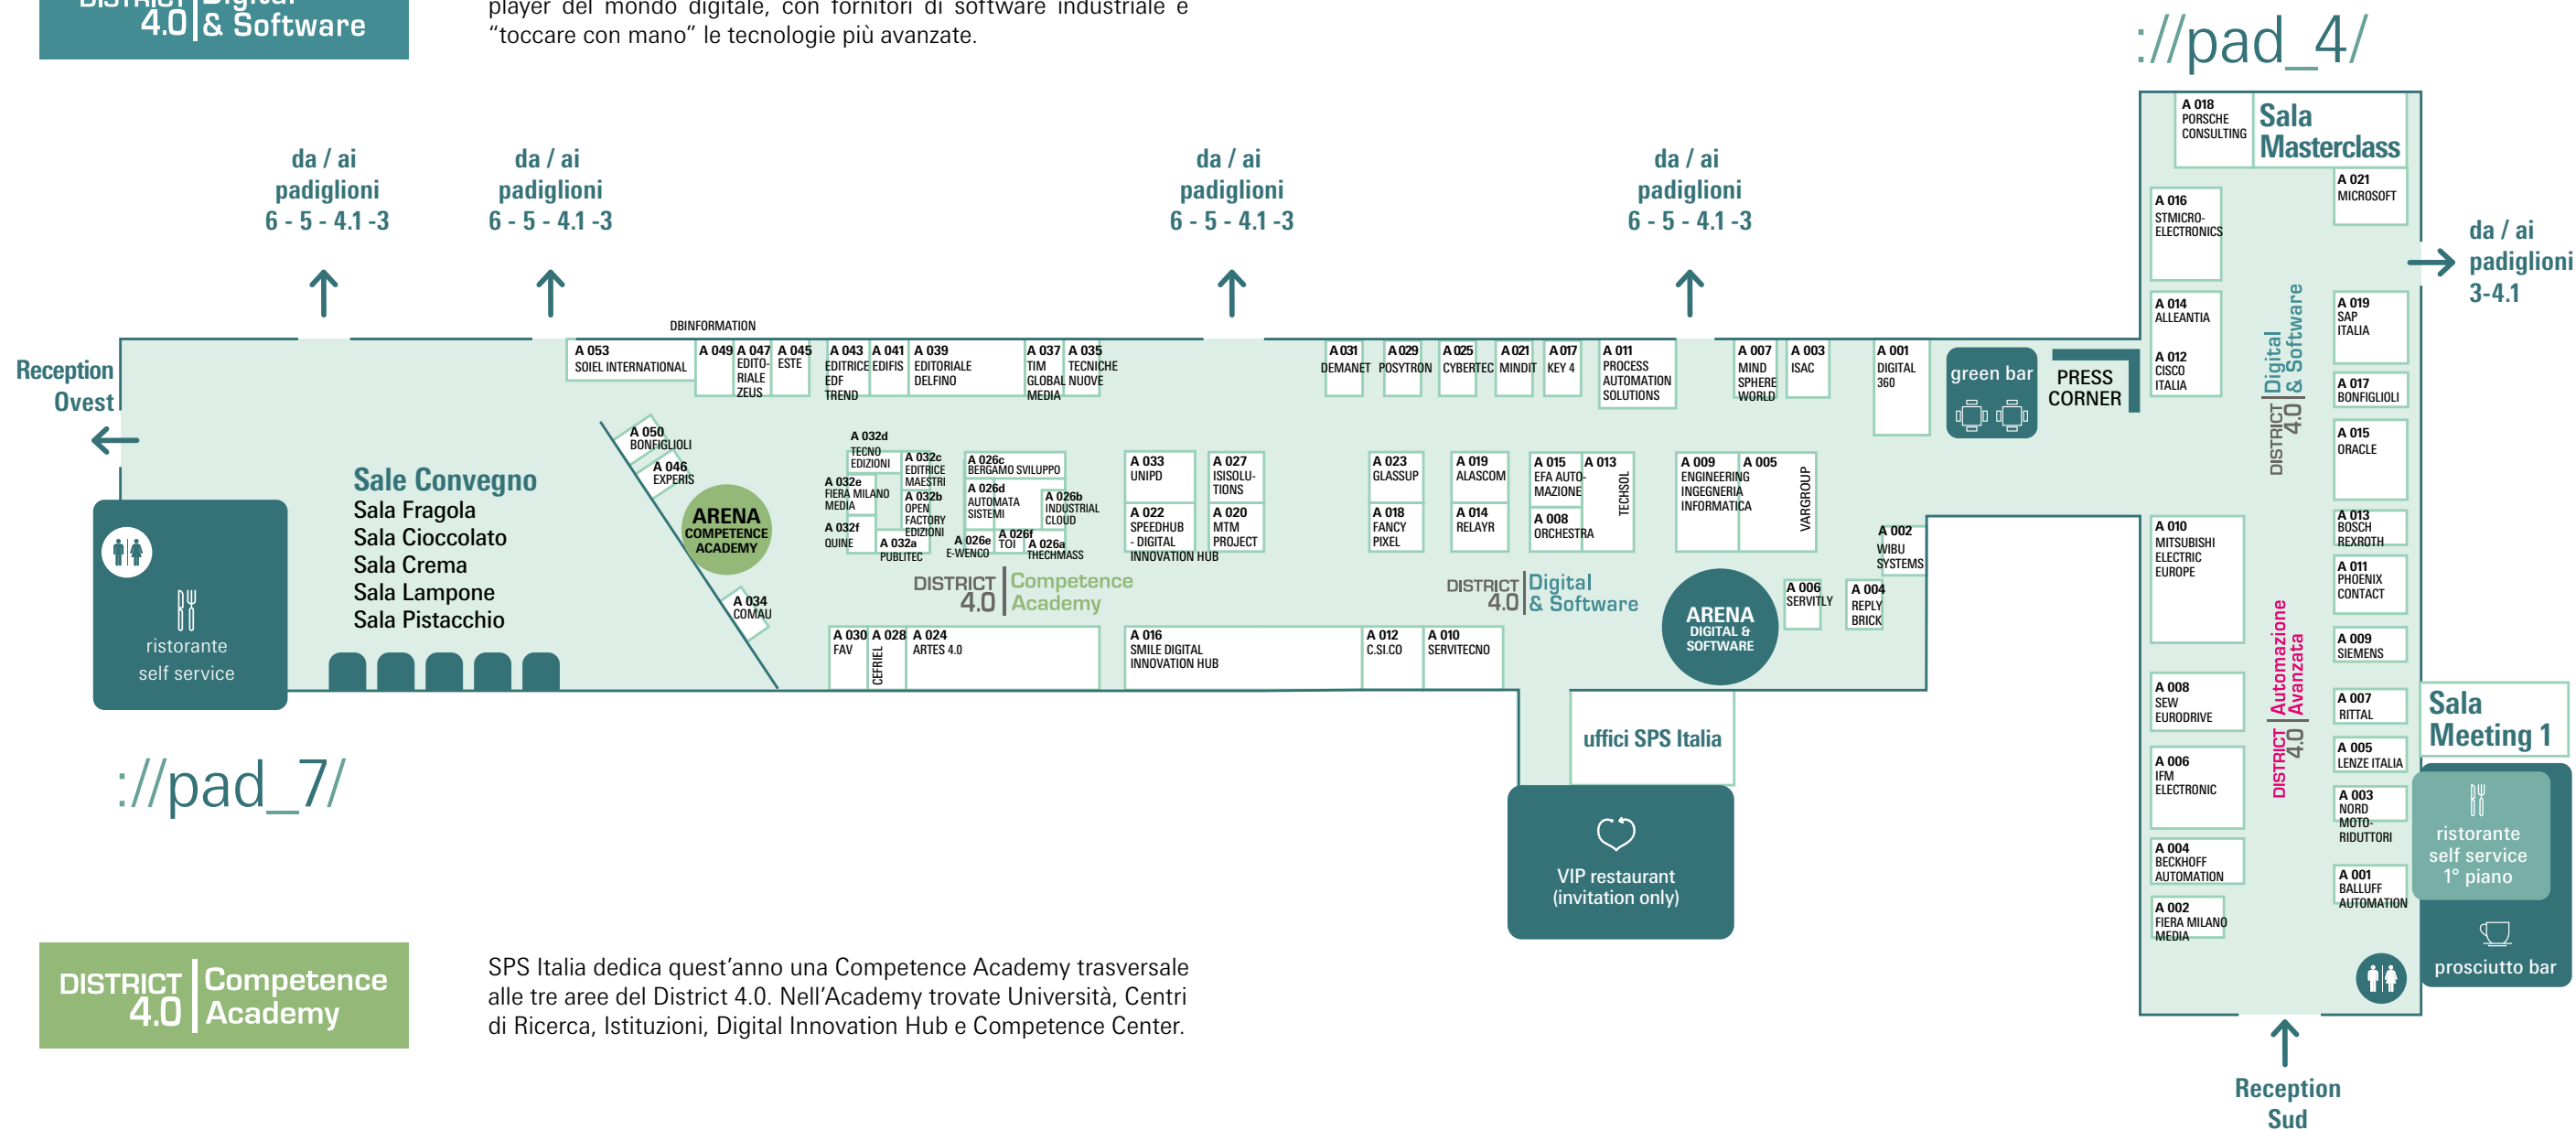 DISTRICT Digital
4.0 & Software
player del mondo digitale, con fornitori di software industriale e
“toccare con mano” le tecnologie più avanzate.
://pad_4/
da / ai
padiglioni
6 - 5 - 4.1 -3
da / ai
padiglioni
6 - 5 - 4.1 -3
da / ai
padiglioni
6 - 5 - 4.1 -3
da / ai
padiglioni
6 - 5 - 4.1 -3
Reception
Ovest
ristorante
self service
Sale Convegno
Sala Fragola
Sala Cioccolato
Sala Crema
Sala Lampone
Sala Pistacchio
://pad_7/
DBINFORMATION
A 053
SOIEL INTERNATIONAL
A 049
A 047
EDITO-
RIALE
ZEUS
A 045
ESTE
A 043
EDITRICE
EDF
TREND
A 041
EDIFIS
A 039
EDITORIALE
DELFINO
A 037
TIM
GLOBAL
MEDIA
A 035
TECNICHE
NUOVE
A 031
DEMANET
A 029
POSYTRON
A 025
CYBERTEC
A 021
MINDIT
A 017
KEY 4
A 011
PROCESS
AUTOMATION
SOLUTIONS
A 007
MIND
SPHERE
WORLD
A 003
ISAC
A 001
DIGITAL
360
green bar
PRESS
CORNER
A 050
BONFIGLIOLI
A 046
EXPERIS
ARENA
COMPETENCE
ACADEMY
A 034
COMAU
A 032d
TECNO
EDIZIONI
A 032c
EDITRICE
MAESTRI
A 032e
FIERA MILANO
MEDIA
A 032b
OPEN
FACTORY
EDIZIONI
A 032f
QUINE
A 032a
PUBLITEC
A 026c
BERGAMO SVILUPPO
A 026d
AUTOMATA
SISTEMI
A 026b
INDUSTRIAL
CLOUD
A 026e
E-WENCO
A 026f
TOI
A 026a
THECHMASS
A 033
UNIPD
A 022
SPEEDHUB
- DIGITAL
INNOVATION HUB
A 027
ISISOLU-
TIONS
A 020
MTM
PROJECT
A 023
GLASSUP
A 018
FANCY
PIXEL
A 019
ALASCOM
A 014
RELAYR
A 015
EFA AUTO-
MAZIONE
A 008
ORCHESTRA
A 013
TECHSOL
A 009
ENGINEERING
INGEGNERIA
INFORMATICA
A 005
VARGROUP
A 002
WIBU
SYSTEMS
A 006
SERVITLY
A 004
REPLY
BRICK
DISTRICT Competence
4.0 Academy
DISTRICT Digital
4.0 & Software
ARENA
DIGITAL &
SOFTWARE
A 030
FAV
A 028
CEFRIEL
A 024
ARTES 4.0
A 016
SMILE DIGITAL
INNOVATION HUB
A 012
C.SI.CO
A 010
SERVITECNO
uffici SPS Italia
VIP restaurant
(invitation only)
A 018
PORSCHE
CONSULTING
Sala
Masterclass
A 021
MICROSOFT
A 016
STMICRO-
ELECTRONICS
da / ai
padiglioni
3-4.1
A 014
ALLEANTIA
A 012
CISCO
ITALIA
A 019
SAP
ITALIA
A 017
BONFIGLIOLI
A 015
ORACLE
DISTRICT Digital
4.0 & Software
A 013
BOSCH
REXROTH
A 010
MITSUBISHI
ELECTRIC
EUROPE
A 011
PHOENIX
CONTACT
A 009
SIEMENS
DISTRICT Automazione
4.0 Avanzata
A 008
SEW
EURODRIVE
A 007
RITTAL
A 005
LENZE ITALIA
A 006
IFM
ELECTRONIC
A 003
NORD
MOTO-
RIDUTTORI
A 004
BECKHOFF
AUTOMATION
A 001
BALLUFF
AUTOMATION
A 002
FIERA MILANO
MEDIA
Sala
Meeting 1
ristorante
self service
1° piano
prosciutto bar
Reception
Sud
DISTRICT Competence
4.0 Academy
SPS Italia dedica quest’anno una Competence Academy trasversale
alle tre aree del District 4.0. Nell’Academy trovate Università, Centri
di Ricerca, Istituzioni, Digital Innovation Hub e Competence Center.